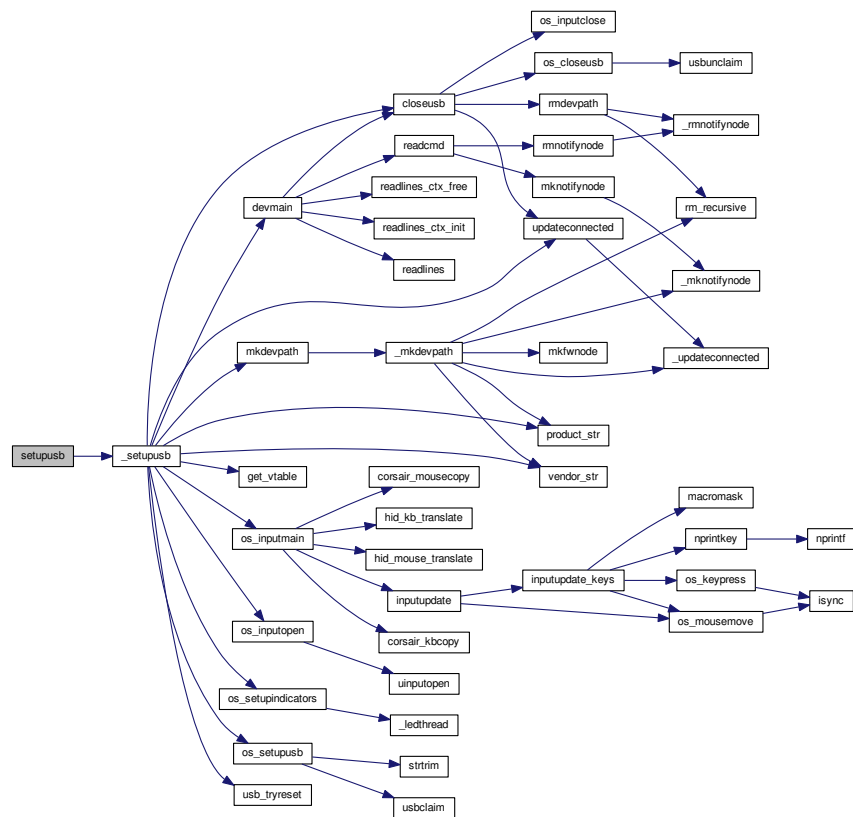 os_inputclose
os_closeusb
usbunclaim
closeusb
rmdevpath
_rmnotifynode
readcmd
rmnotifynode
readlines_ctx_free
mknotifynode
devmain
rm_recursive
readlines_ctx_init
updateconnected
readlines
_mknotifynode
mkdevpath
_mkdevpath
mkfwnode
_updateconnected
product_str
setupusb
_setupusb
get_vtable
corsair_mousecopy
vendor_str
hid_kb_translate
macromask
os_inputmain
hid_mouse_translate
nprintkey
nprintf
inputupdate
inputupdate_keys
os_keypress
isync
os_inputopen
corsair_kbcopy
os_mousemove
uinputopen
os_setupindicators
_ledthread
os_setupusb
strtrim
usb_tryreset
usbclaim